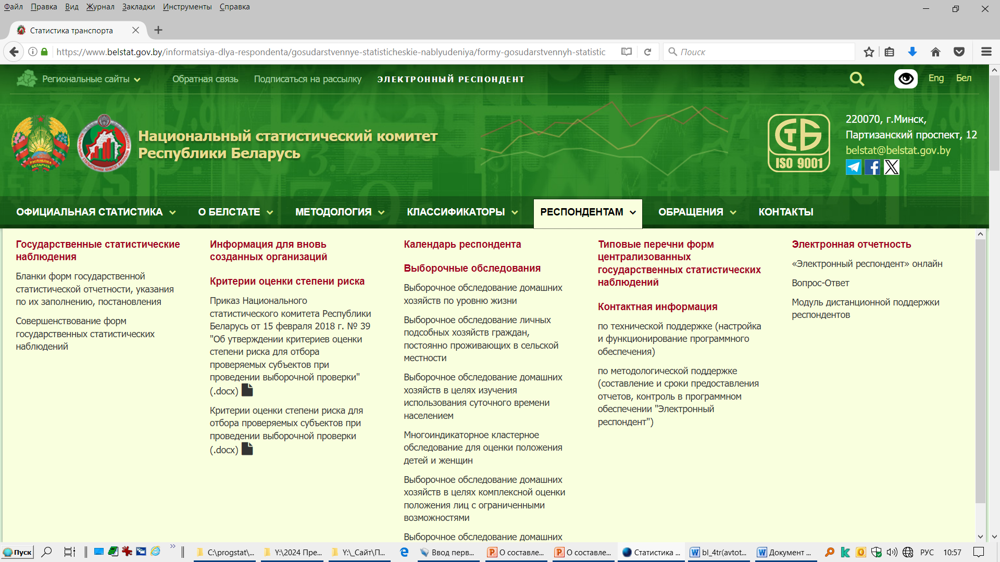 Файл Правка Вид Журнал Закладки Инструменты Справка
Статистика транспорта
https://www.belstat.gov.by/informatsiya-dlya-respondenta/gosudarstvennye-statisticheskie-nablyudeniya/formy-gosudarstvennyh-statistic
Поиск
Региональные сайты Обратная связь Подписаться на рассылку ЭЛЕКТРОННЫЙ РЕСПОНДЕНТ Eng Бел
Национальный статистический комитет
Республики Беларусь
СТБ
ISO 9001
220070, г.Минск,
Партизанский проспект, 12
belstat@belstat.gov.by
ОФИЦИАЛЬНАЯ СТАТИСТИКА О БЕЛСТАТЕ МЕТОДОЛОГИЯ КЛАССИФИКАТОРЫ РЕСПОНДЕНТАМ ОБРАЩЕНИЯ КОНТАКТЫ
Государственные статистические
наблюдения
Бланки форм государственной
статистической отчетности, указания
по их заполнению, постановления
Совершенствование форм
государственных статистических
наблюдений
Информация для вновь
созданных организаций
Критерии оценки степени риска
Приказ Национального
статистического комитета Республики
Беларусь от 15 февраля 2018 г. № 39
"Об утверждении критериев оценки
степени риска для отбора
проверяемых субъектов при
проведении выборочной проверки"
(.docx)
Критерии оценки степени риска для
отбора проверяемых субъектов при
проведении выборочной проверки
(.docx)
Календарь респондента
Выборочные обследования
Выборочное обследование домашних
хозяйств по уровню жизни
Выборочное обследование личных
подсобных хозяйств граждан,
постоянно проживающих в сельской
местности
Выборочное обследование домашних
хозяйств в целях изучения
использования суточного времени
населением
Многоиндикаторное кластерное
обследование для оценки положения
детей и женщин
Выборочное обследование домашних
хозяйств в целях комплексной оценки
положения лиц с ограниченными
возможностями
Выборочное обследование домашних
Типовые перечни форм
централизованных
государственных статистических
наблюдений
Контактная информация
по технической поддержке (настройка
и функционирование программного
обеспечения)
по методологической поддержке
(составление и сроки предоставления
отчетов, контроль в программном
обеспечении "Электронный
респондент")
Электронная отчетность
«Электронный респондент» онлайн
Вопрос-Ответ
Модуль дистанционной поддержки
респондентов
Пуск C:\progstat\... Y:\2024 Пре... Y:\_Сайт\П... Ввод перв... О составле... О составле... Статистика ... bl_4tr(avtot... Документ ... РУС 10:57